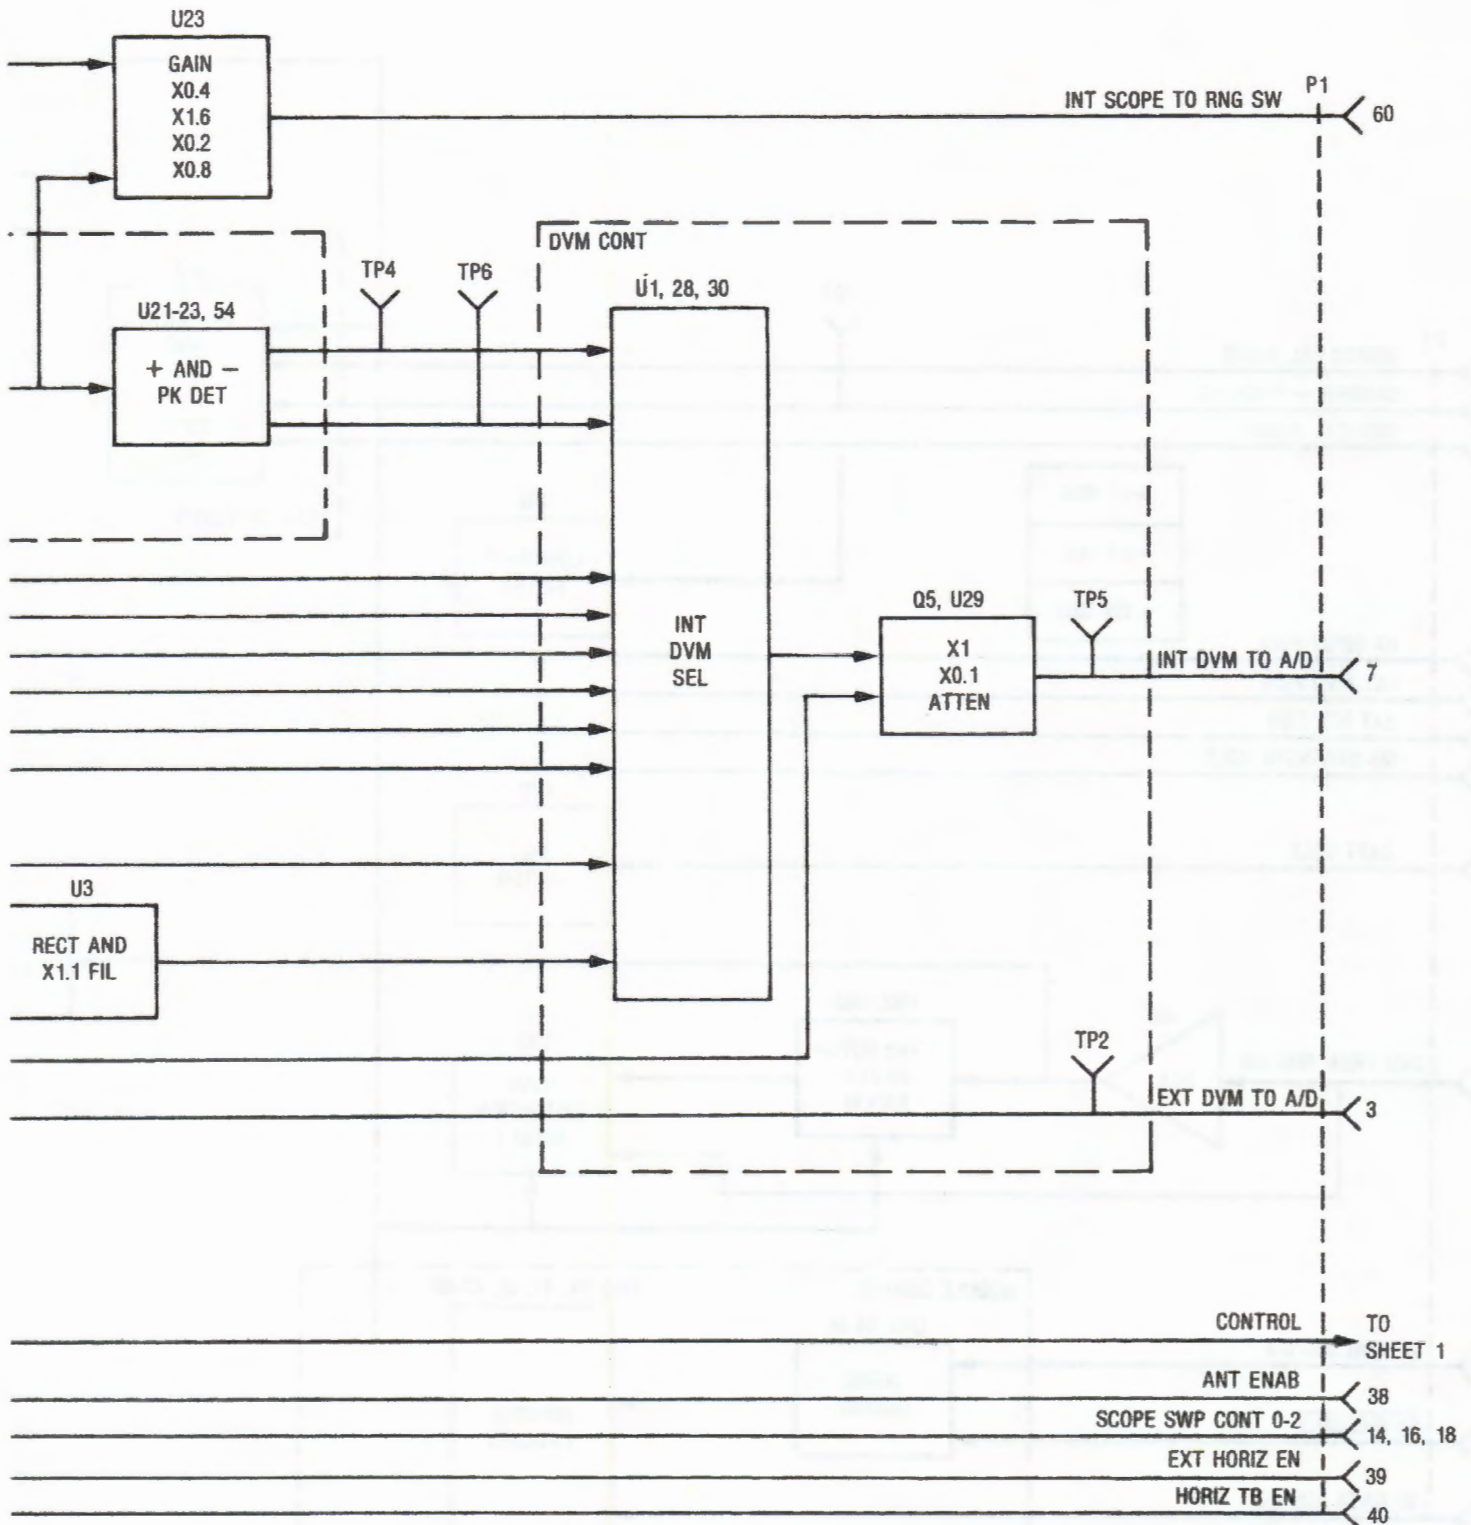 U23
GAIN
X0.4
X1.6
X0.2
X0.8
INT SCOPE TO RNG SW
P1
60
DVM CONT
TP4
TP6
U1, 28, 30
U21-23, 54
+ AND −
PK DET
INT
DVM
SEL
Q5, U29
X1
X0.1
ATTEN
TP5
INT DVM TO A/D
7
U3
RECT AND
X1.1 FIL
TP2
EXT DVM TO A/D
3
CONTROL
TO
SHEET 1
ANT ENAB
38
SCOPE SWP CONT 0-2
14, 16, 18
EXT HORIZ EN
39
HORIZ TB EN
40